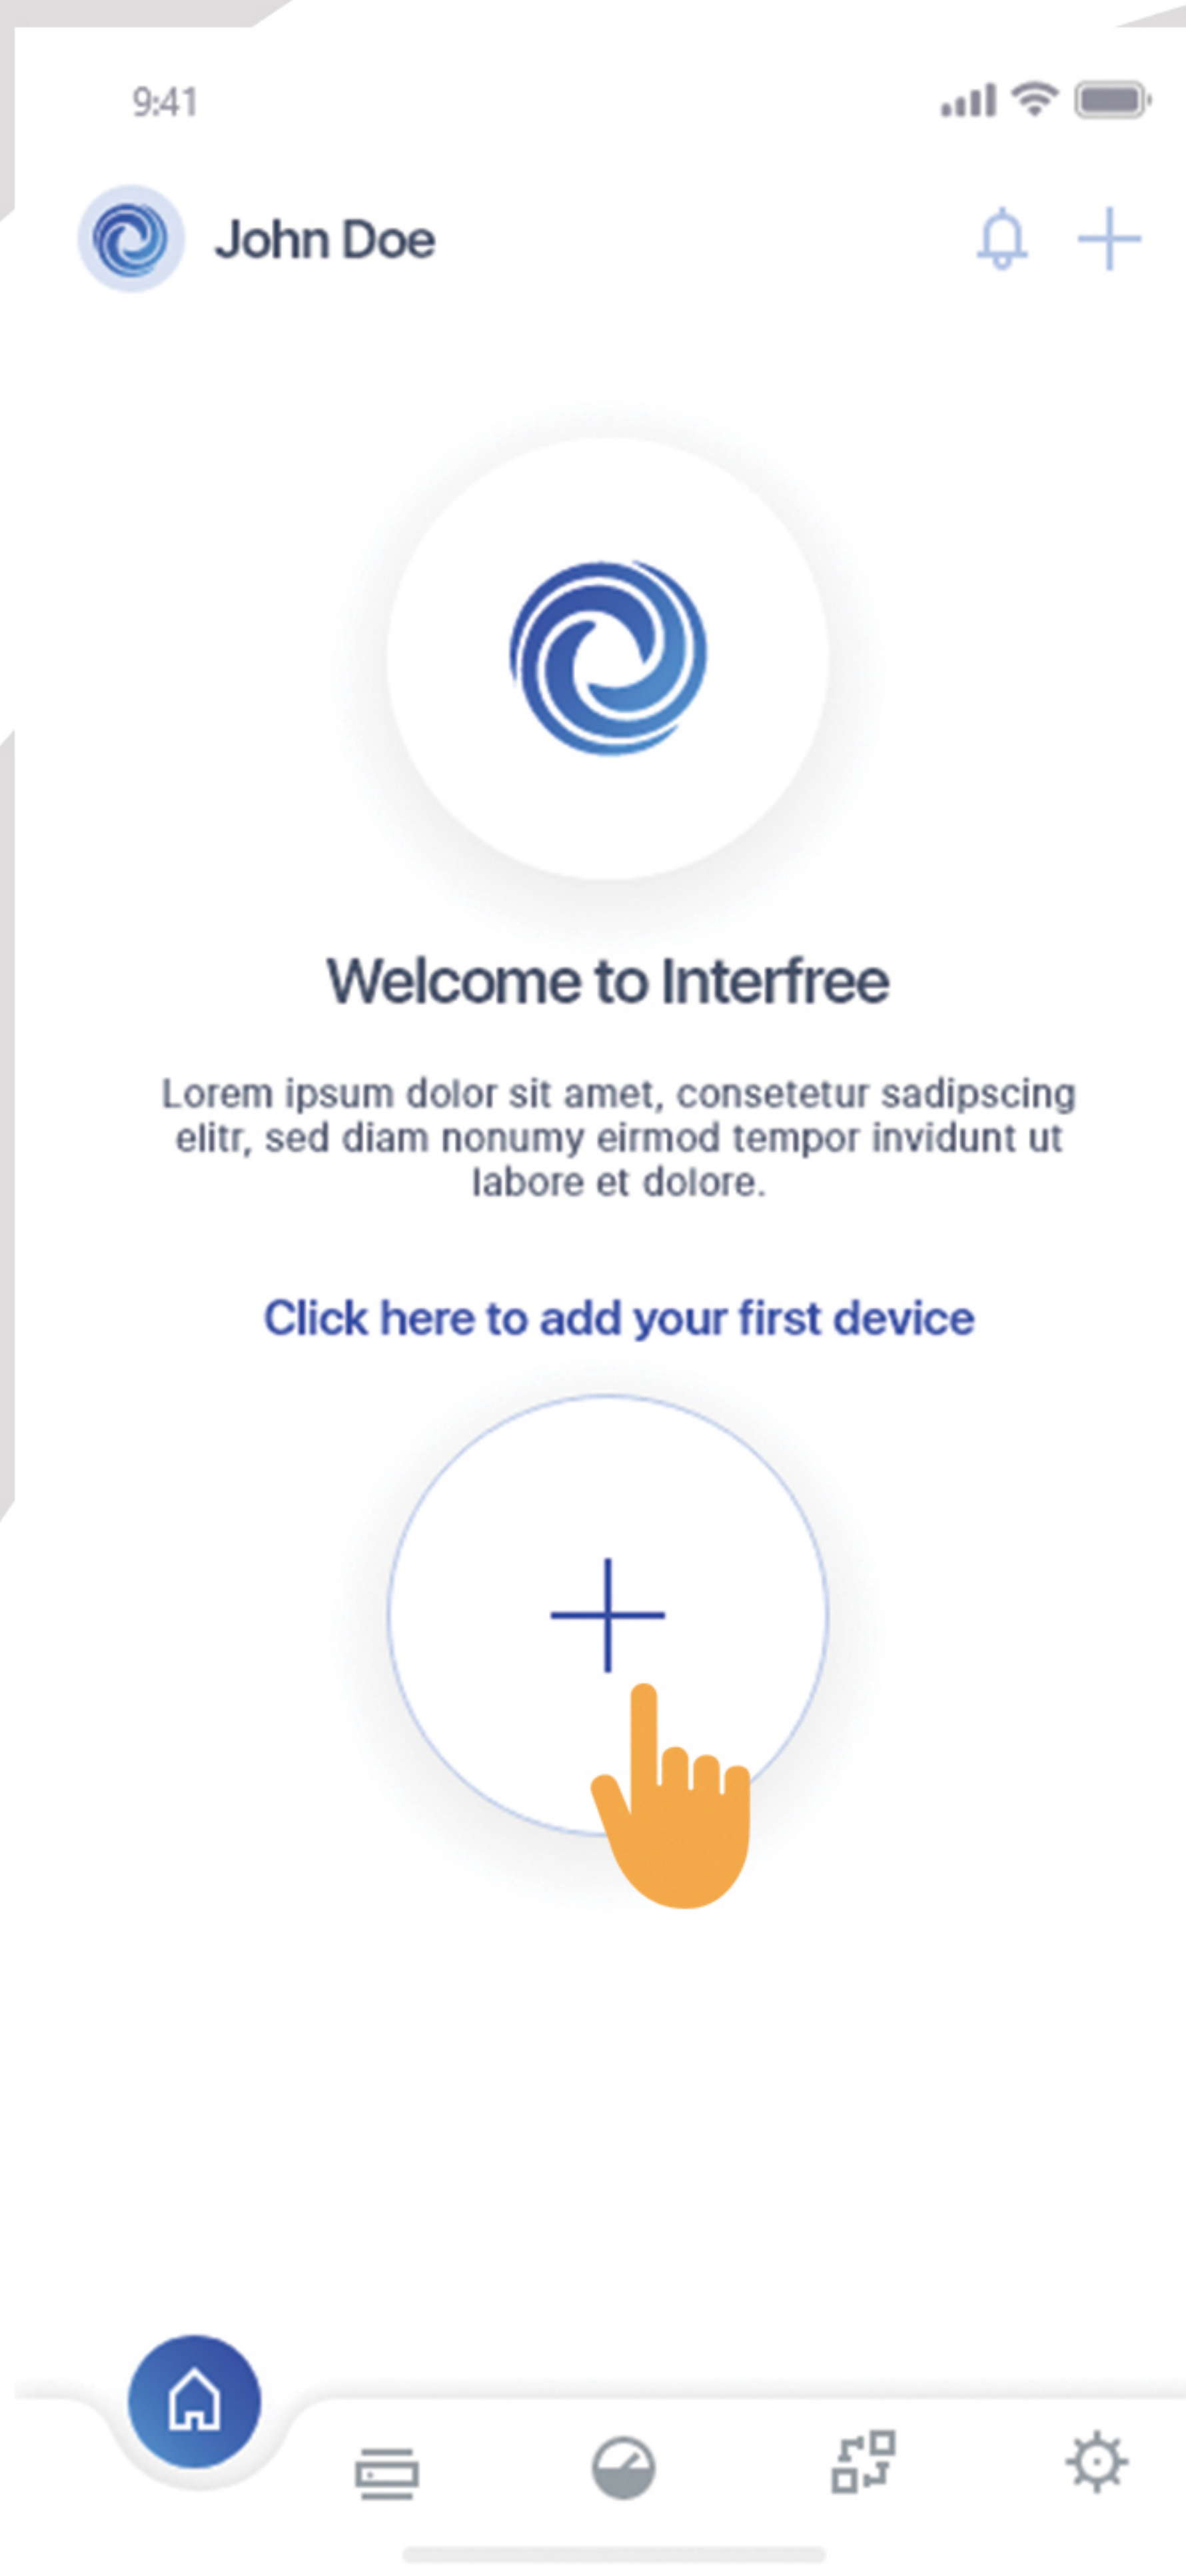 9:41
John Doe
Welcome to Interfree
Lorem ipsum dolor sit amet, consetetur sadipscing
elitr, sed diam nonumy eirmod tempor invidunt ut
labore et dolore.
Click here to add your first device